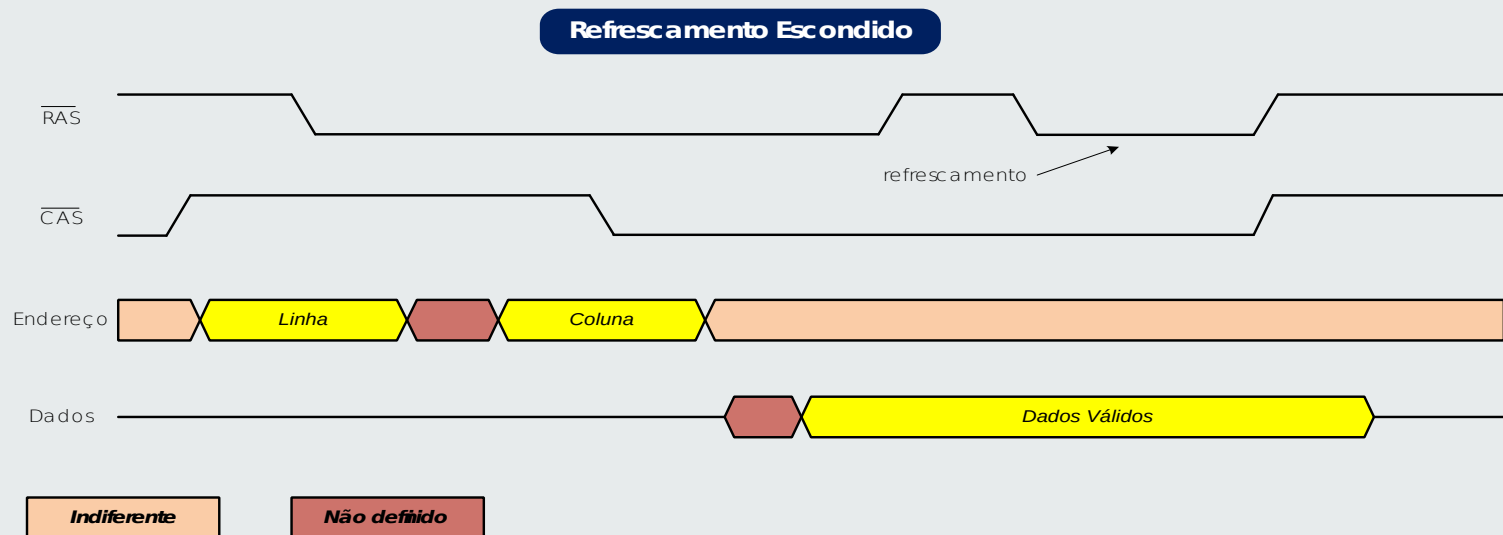 Refrescamento Escondido
RAS
refrescamento
CAS
Endereço
Linha
Coluna
Dados
Dados Válidos
Indiferente
Não definido